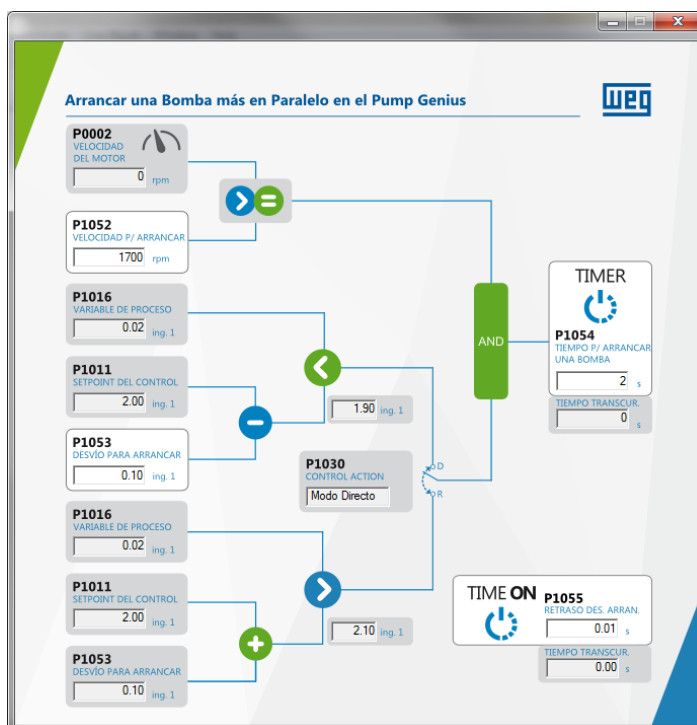 Arrancar una Bomba más en Paralelo en el Pump Genius
WEG
P0002
VELOCIDAD
DEL MOTOR
0 rpm
P1052
VELOCIDAD P/ ARRANCAR
1700 rpm
P1016
VARIABLE DE PROCESO
0.02 ing. 1
P1011
SETPOINT DEL CONTROL
2.00 ing. 1
1.90 ing. 1
P1053
DESVÍO PARA ARRANCAR
0.10 ing. 1
AND
TIMER
P1054
TIEMPO P/ ARRANCAR
UNA BOMBA
2 s
TIEMPO TRANSCUR.
0 s
P1030
CONTROL ACTION
Modo Directo
D
R
P1016
VARIABLE DE PROCESO
0.02 ing. 1
P1011
SETPOINT DEL CONTROL
2.00 ing. 1
2.10 ing. 1
P1053
DESVÍO PARA ARRANCAR
0.10 ing. 1
TIME ON
P1055
RETRASO DES. ARRAN.
0.01 s
TIEMPO TRANSCUR.
0.00 s